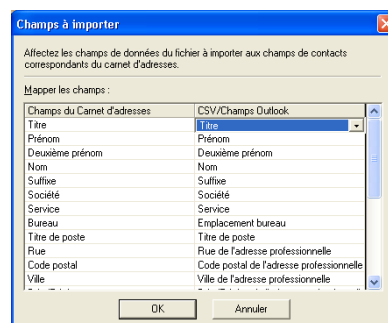 Champs à importer
Affectez les champs de données du fichier à importer aux champs de contacts
correspondants du carnet d'adresses.
Mapper les champs :
Champs du Carnet d'adresses CSV/Champs Outlook
Titre Titre
Prénom Prénom
Deuxième prénom Deuxième prénom
Nom Nom
Suffixe Suffixe
Société Société
Service Service
Bureau Emplacement bureau
Titre de poste Titre de poste
Rue Rue de l'adresse professionnelle
Code postal Code postal de l'adresse professionnelle
Ville Ville de l'adresse professionnelle
OK Annuler